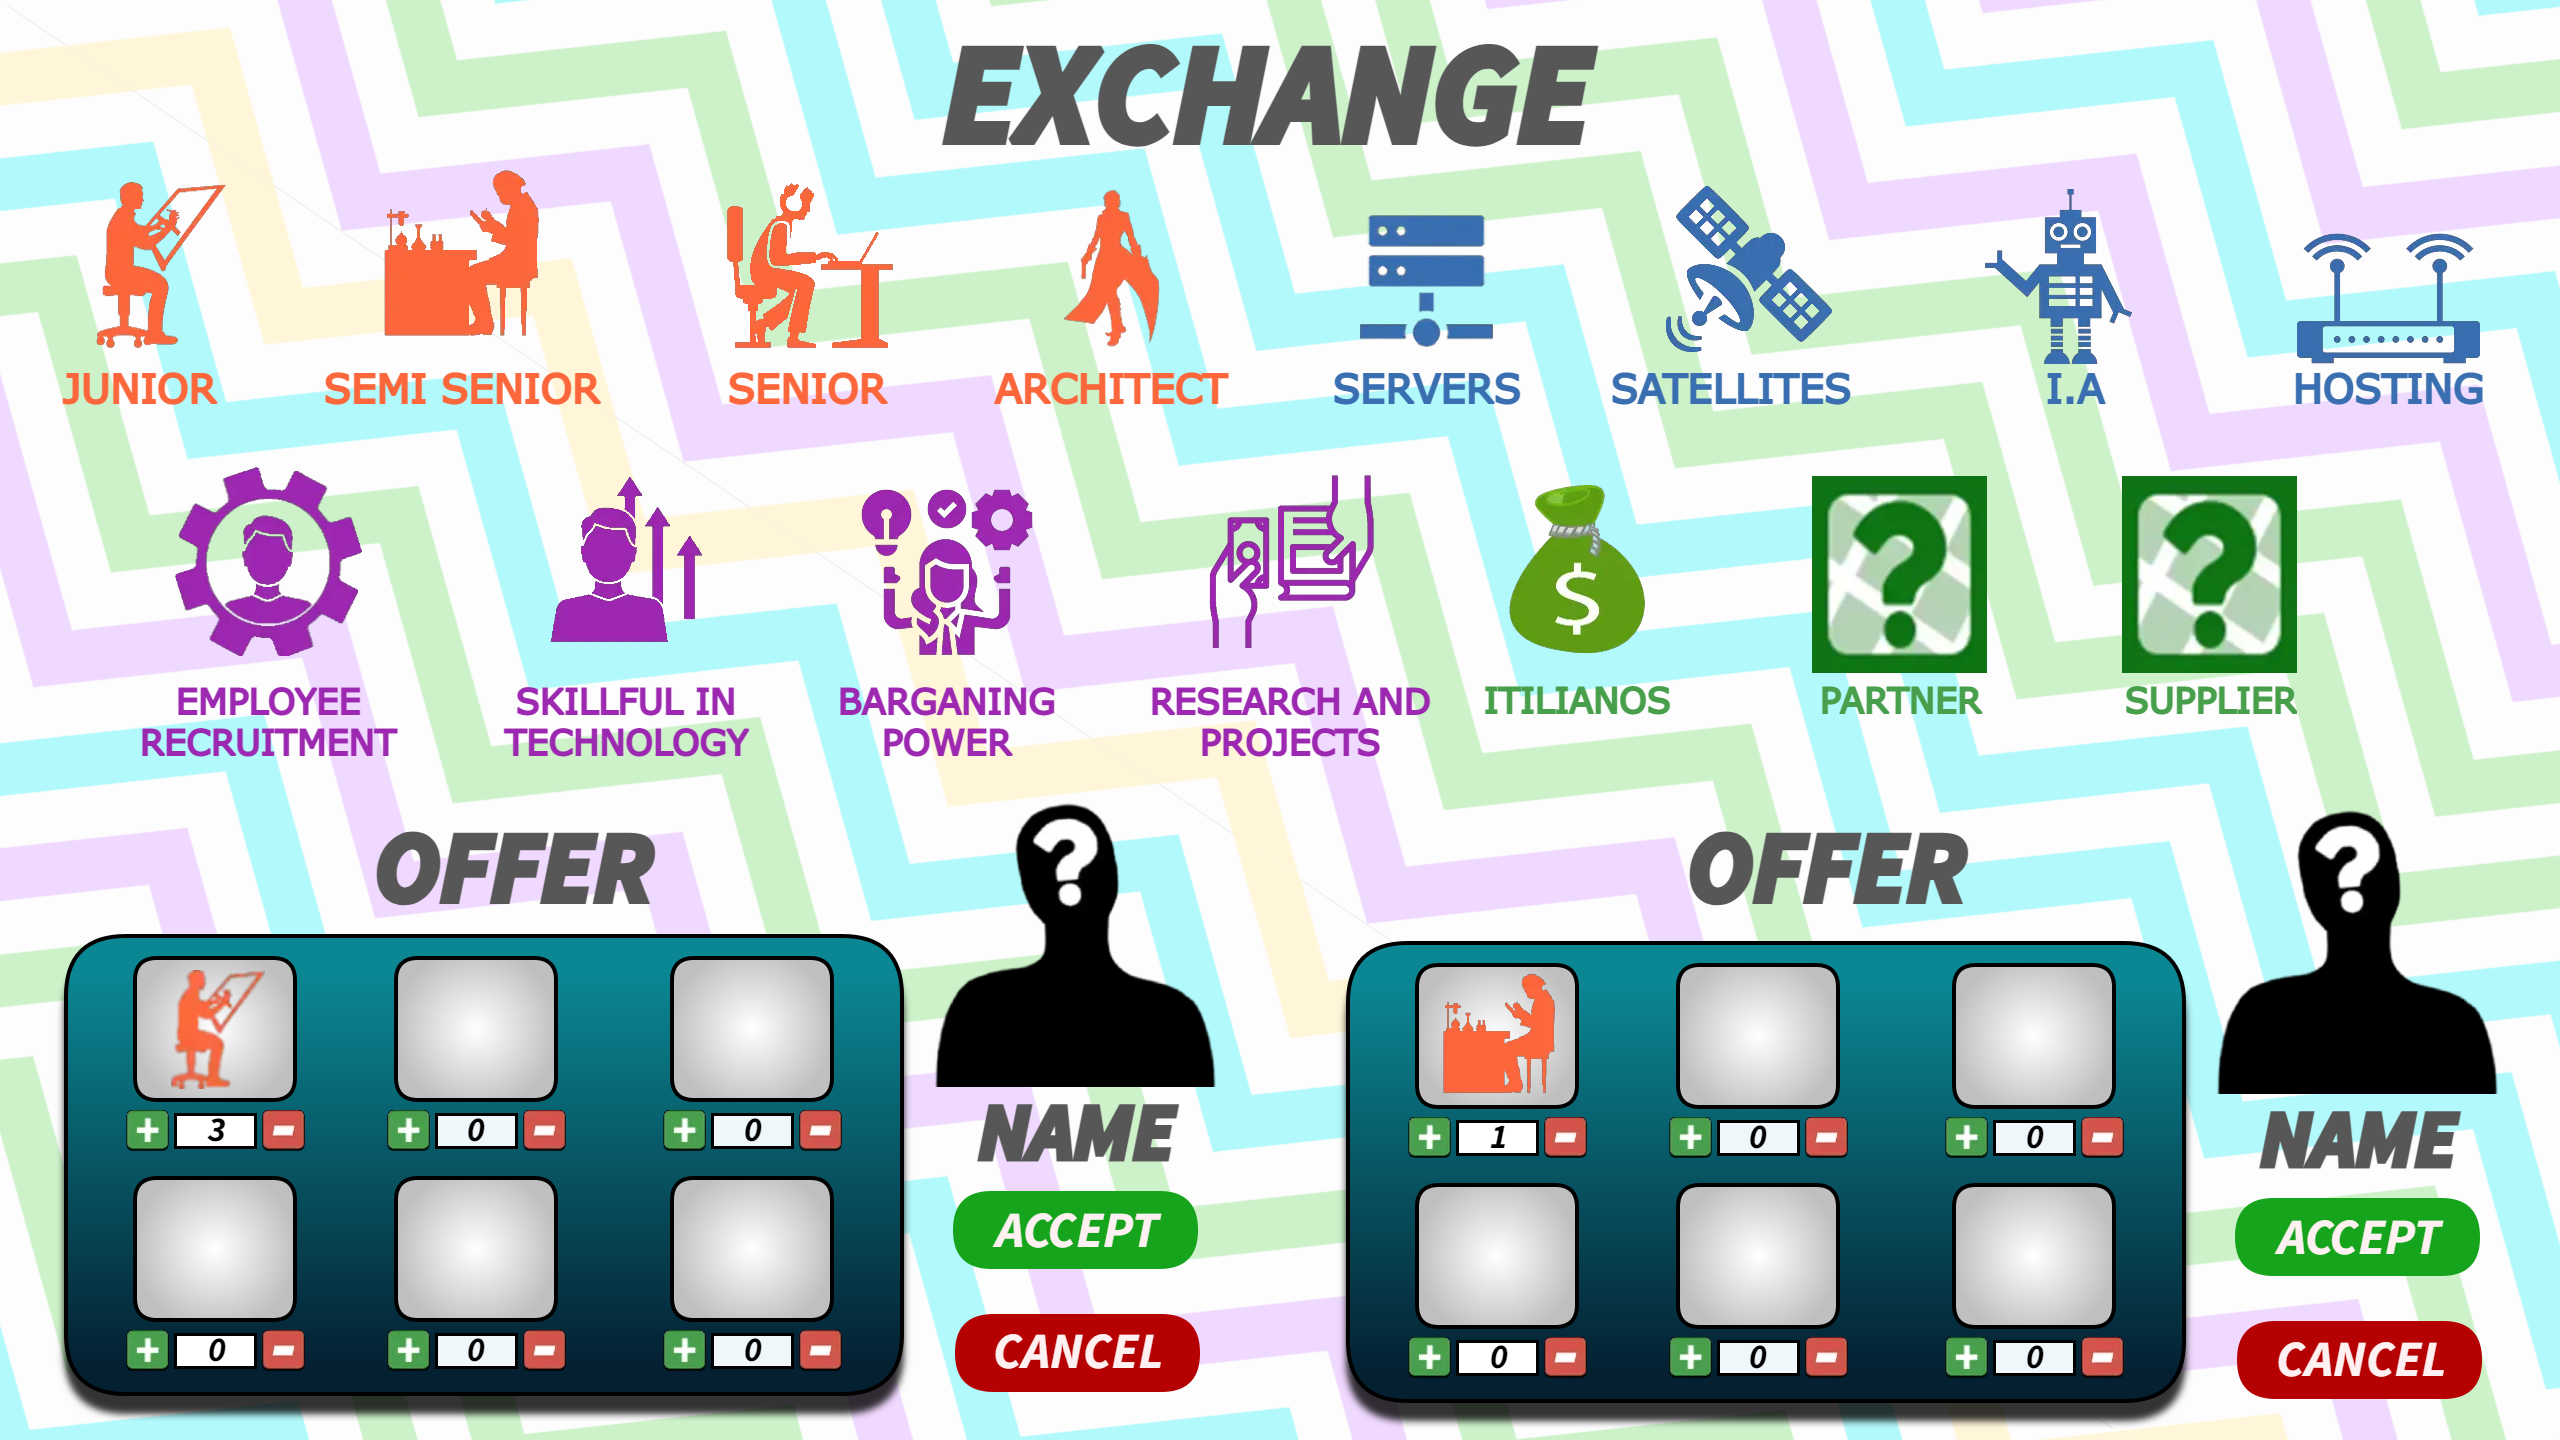 EXCHANGE
JUNIOR
SEMI SENIOR
SENIOR
ARCHITECT
SERVERS
SATELLITES
I.A
HOSTING
EMPLOYEE
RECRUITMENT
SKILLFUL IN
TECHNOLOGY
BARGANING
POWER
RESEARCH AND
PROJECTS
$
ITILIANOS
?
PARTNER
?
SUPPLIER
OFFER
+ 3 -
+ 0 -
+ 0 -
+ 0 -
+ 0 -
+ 0 -
?
NAME
ACCEPT
CANCEL
OFFER
+ 1 -
+ 0 -
+ 0 -
+ 0 -
+ 0 -
+ 0 -
?
NAME
ACCEPT
CANCEL